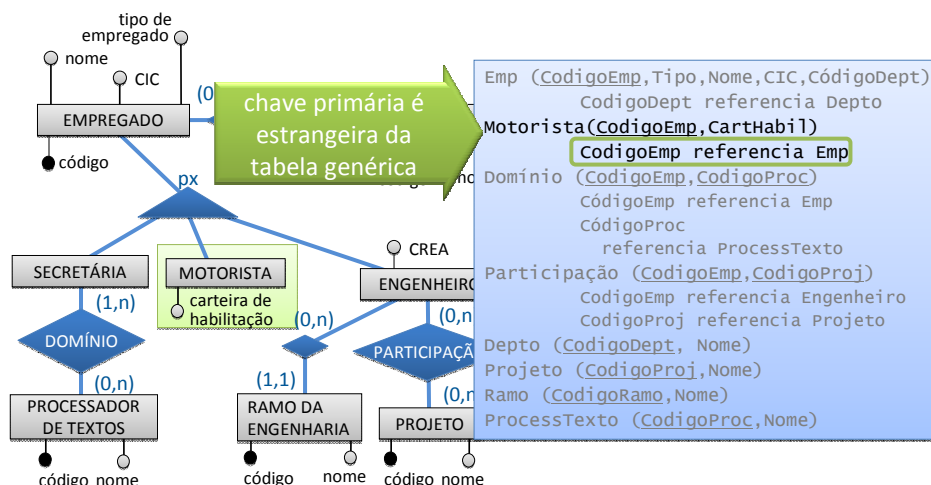 tipo de
empregado
nome
CIC
(0
EMPREGADO
código
chave primária é
estrangeira da
tabela genérica
px
CREA
SECRETÁRIA
MOTORISTA
ENGENHEIRO
carteira de
habilitação
(1,n)
(0,n)
(0,n
DOMÍNIO
PARTICIPAÇÃ
(0,n)
(1,1)
(0,n
PROCESSADOR
DE TEXTOS
RAMO DA
ENGENHARIA
PROJETO
código nome
código nome
código nome
Emp (CodigoEmp,Tipo,Nome,CIC,CódigoDept)
CodigoDept referencia Depto
Motorista(CodigoEmp,CartHabil)
CodigoEmp referencia Emp
Domínio (CodigoEmp,CodigoProc)
CódigoEmp referencia Emp
CódigoProc
referencia ProcessTexto
Participação (CodigoEmp,CodigoProj)
CodigoEmp referencia Engenheiro
CodigoProj referencia Projeto
Depto (CodigoDept, Nome)
Projeto (CodigoProj,Nome)
Ramo (CodigoRamo,Nome)
ProcessTexto (CodigoProc,Nome)